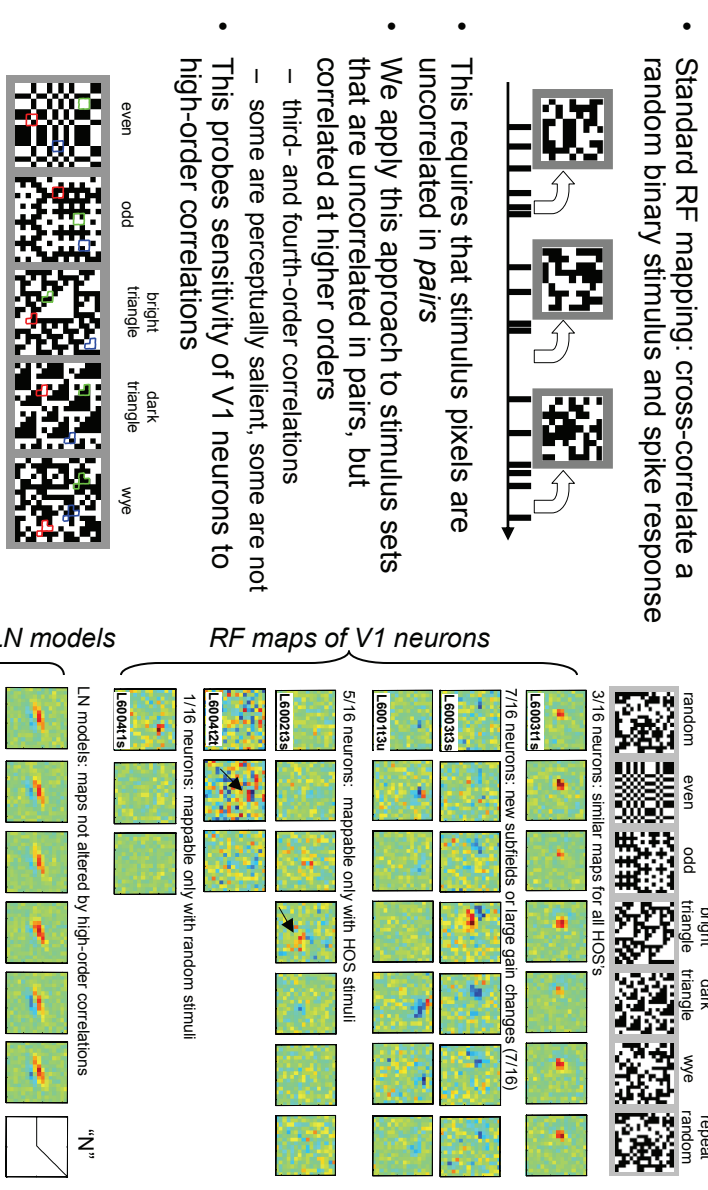 • Standard RF mapping: cross-correlate a
random binary stimulus and spike response
• This requires that stimulus pixels are
uncorrelated in pairs
• We apply this approach to stimulus sets
that are uncorrelated in pairs, but
correlated at higher orders
– third- and fourth-order correlations
– some are perceptually salient, some are not
• This probes sensitivity of V1 neurons to
high-order correlations
even
odd
bright
triangle
dark
triangle
wye
random
even
odd
bright
triangle
dark
triangle
wye
repeat
random
RF maps of V1 neurons
3/16 neurons: similar maps for all HOS's
L6003t1s
7/16 neurons: new subfields or large gain changes (7/16)
L6003t3s
L6001t3u
5/16 neurons: mappable only with HOS stimuli
L6002t3s
L6004t2t
1/16 neurons: mappable only with random stimuli
L6004t1s
LN models
LN models: maps not altered by high-order correlations
"N"